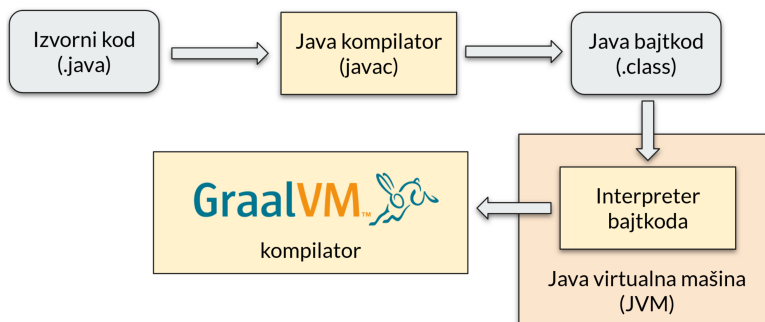 Izvorni kod
(.java)
Java kompilator
(javac)
Java bajtkod
(.class)
GraalVM™
kompilator
Interpreter
bajtkoda
Java virtualna mašina
(JVM)